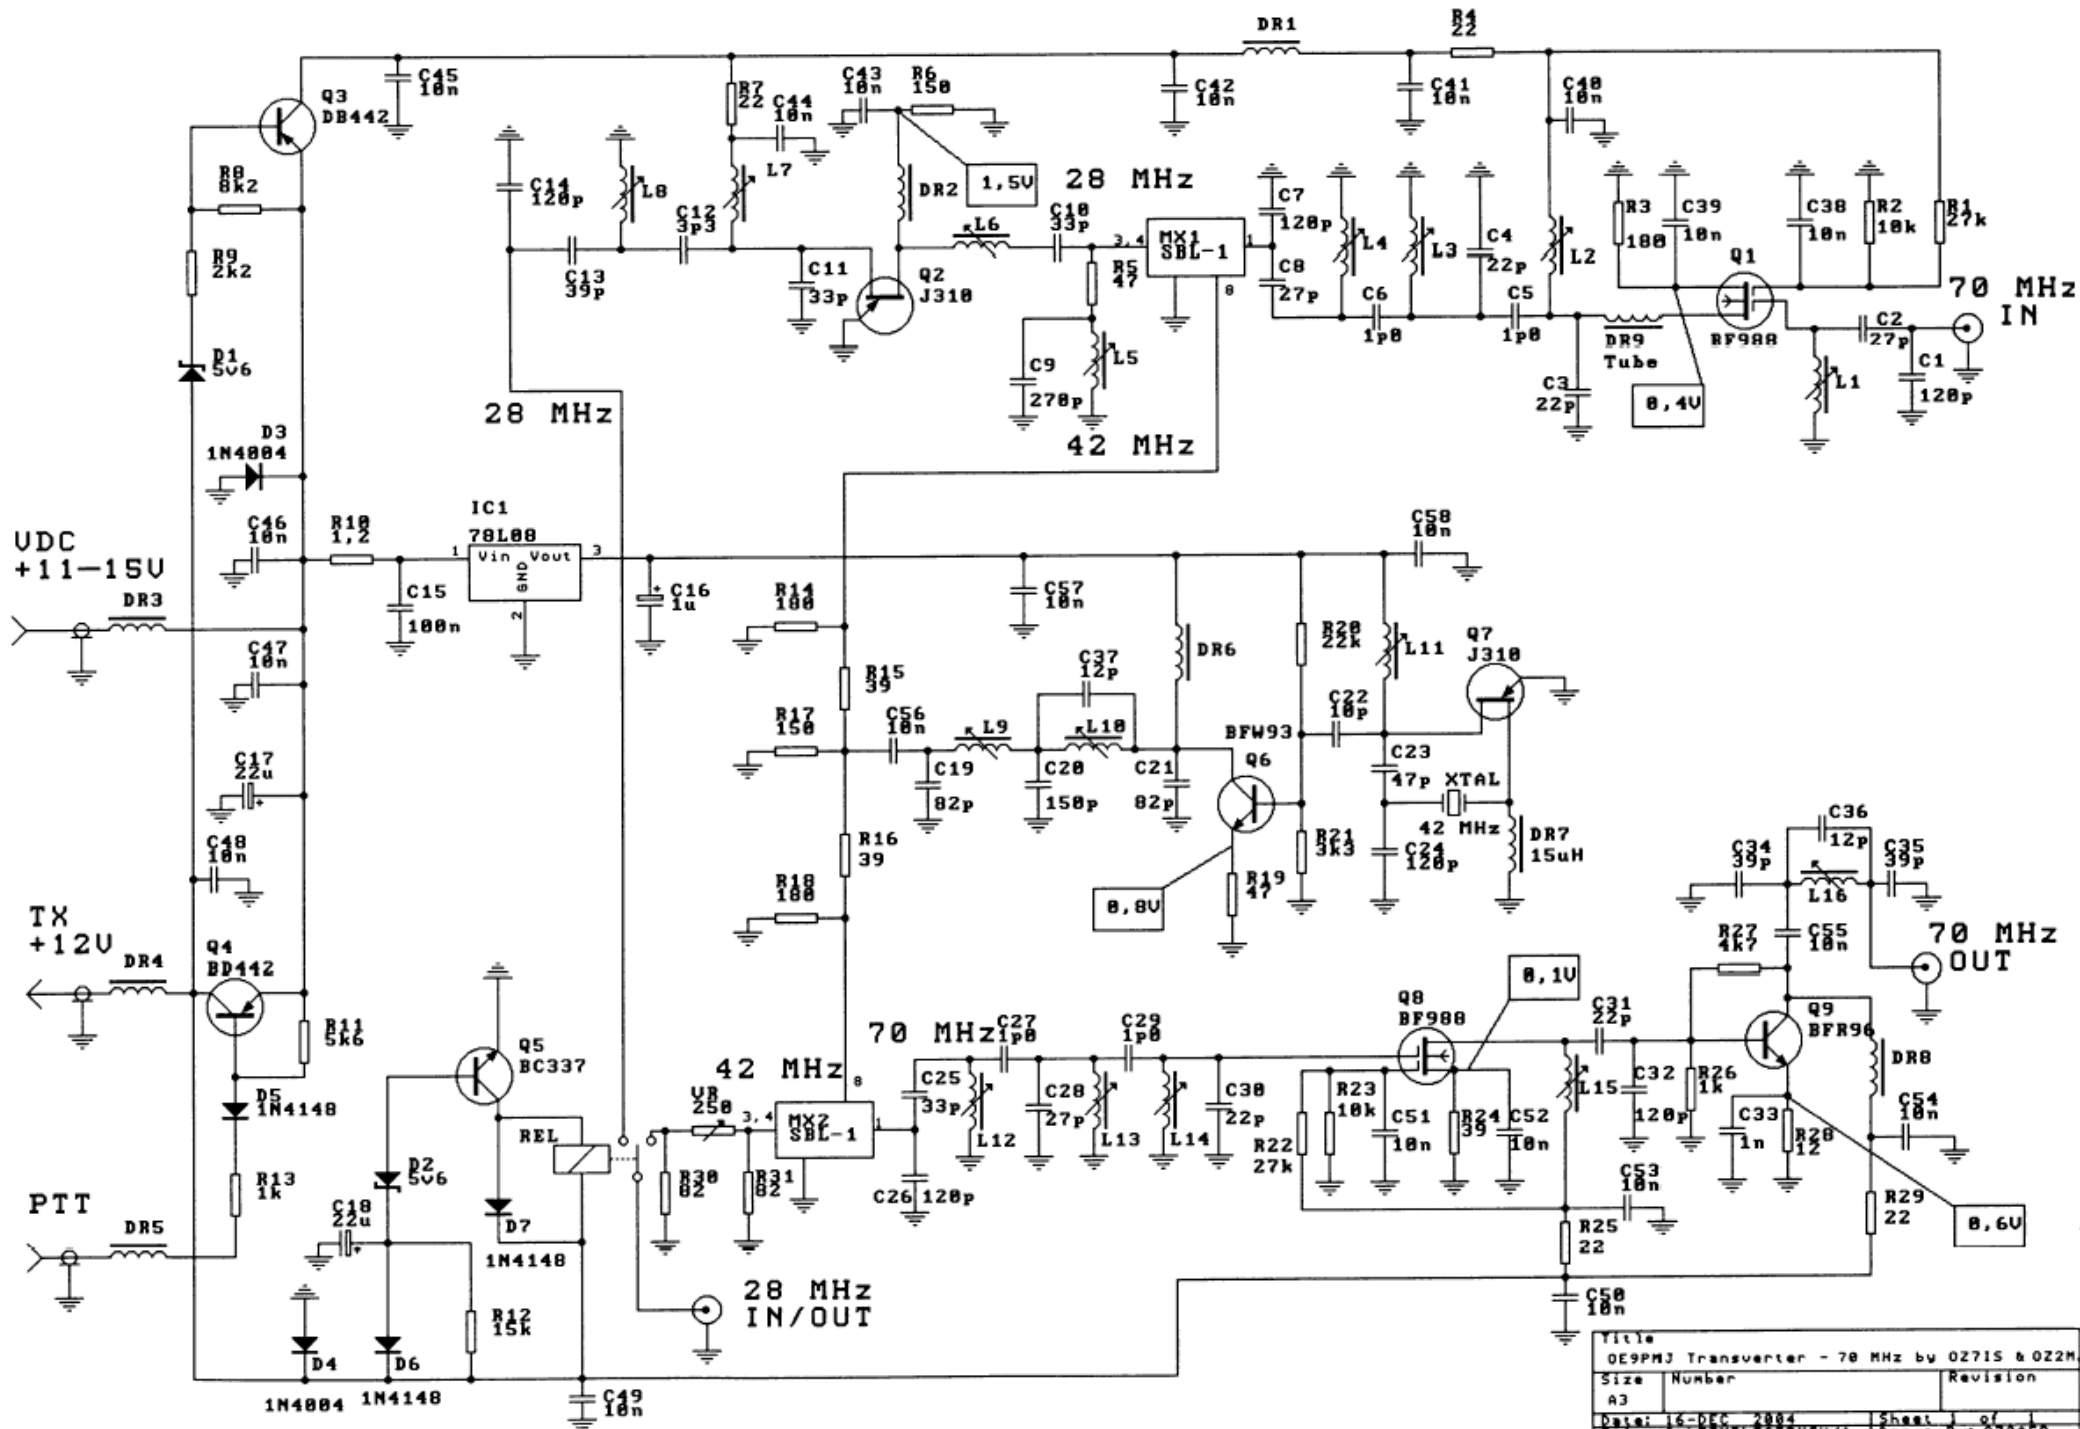 DR1
R4
22
C45
10n
R7
22
C44
10n
C43
10n
R6
150
C42
10n
C41
10n
C40
10n
Q3
DB442
R8
8k2
C14
120p
L8
L7
DR2
1,5V
28 MHz
C7
120p
R3
180
C39
10n
C38
10n
R2
10k
R1
27k
R9
2k2
C12
3p3
C13
39p
C11
33p
Q2
J310
L6
C10
33p
3,4
MX1
SBL-1
1
8
R5
47
C8
27p
L4
L3
C4
22p
L2
Q1
BF988
70 MHz
IN
C6
1p0
C5
1p0
DR9
Tube
C2
27p
D1
5V6
C9
270p
L5
C3
22p
0,4V
L1
C1
120p
28 MHz
42 MHz
D3
1N4004
VDC
+11-15V
C46
10n
R10
1,2
IC1
78L08
1
Vin Vout
3
GND
2
C58
10n
DR3
C15
100n
C16
1u
R14
180
C57
10n
C47
10n
R15
39
C37
12p
DR6
R20
22k
L11
Q7
J310
R17
150
C56
10n
L9
L10
BFW93
C22
10p
C17
22u
C19
82p
C20
150p
C21
82p
Q6
C23
47p
XTAL
42 MHz
C48
10n
R16
39
R21
3k3
C24
120p
DR7
15uH
C36
12p
C34
39p
C35
39p
L16
R18
180
0,8V
R19
47
TX
+12V
DR4
Q4
BD442
R27
4k7
C55
10n
70 MHz
OUT
R11
5k6
Q5
BC337
42 MHz
8
70 MHz
C27
1p0
C29
1p0
Q8
BF988
0,1V
C31
22p
Q9
BFR96
DR8
D5
1N4148
REL
VR
250
3,4
MX2
SBL-1
1
C25
33p
L12
C28
27p
L13
L14
C30
22p
R22
27k
R23
10k
C51
10n
R24
39
C52
10n
L15
C32
120p
R26
1k
C33
1n
R28
12
C54
10n
R13
1k
D2
5V6
R30
82
R31
82
C26 120p
C53
10n
PTT
DR5
C18
22u
D7
1N4148
R25
22
R29
22
0,6V
28 MHz
IN/OUT
R12
15k
C50
10n
D4
1N4004
D6
1N4148
C49
10n
Title
OE9PMJ Transverter - 70 MHz by OZ7IS & OZ2M
Size
A3
Number
Revision
Date: 16-DEC 2004
Sheet 1 of 1